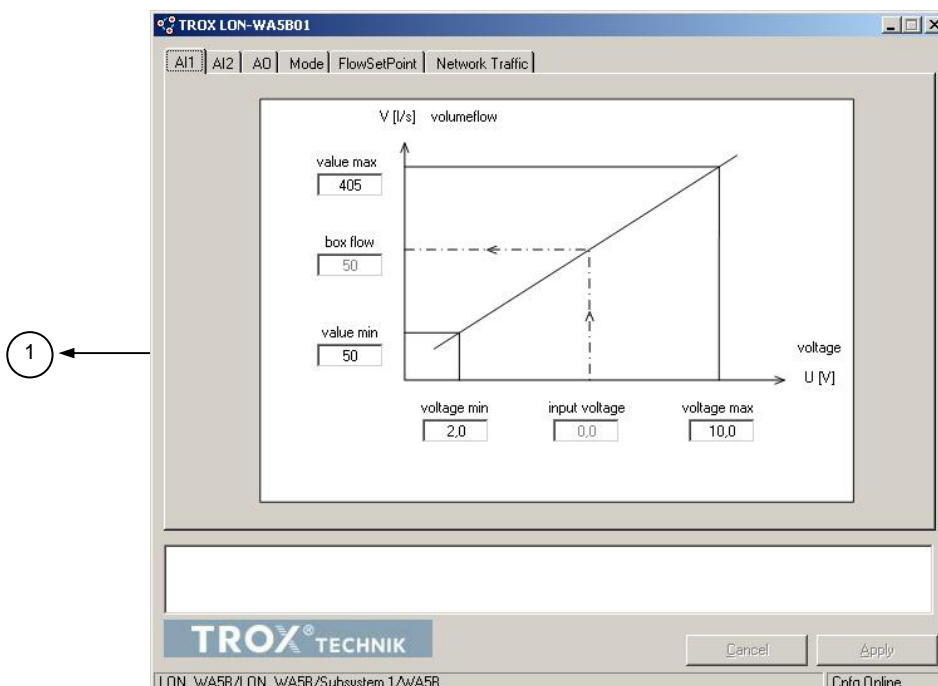 TROX LON-WA5B01
AI1 AI2 AO Mode FlowSetPoint Network Traffic
V [l/s] volumeflow
value max
405
box flow
50
value min
50
1
voltage
U [V]
voltage min input voltage voltage max
2,0 0,0 10,0
TROX® TECHNIK
Cancel Apply
LON_WA5B/LON_WA5B/Subsystem 1/WA5B Cnfg Online